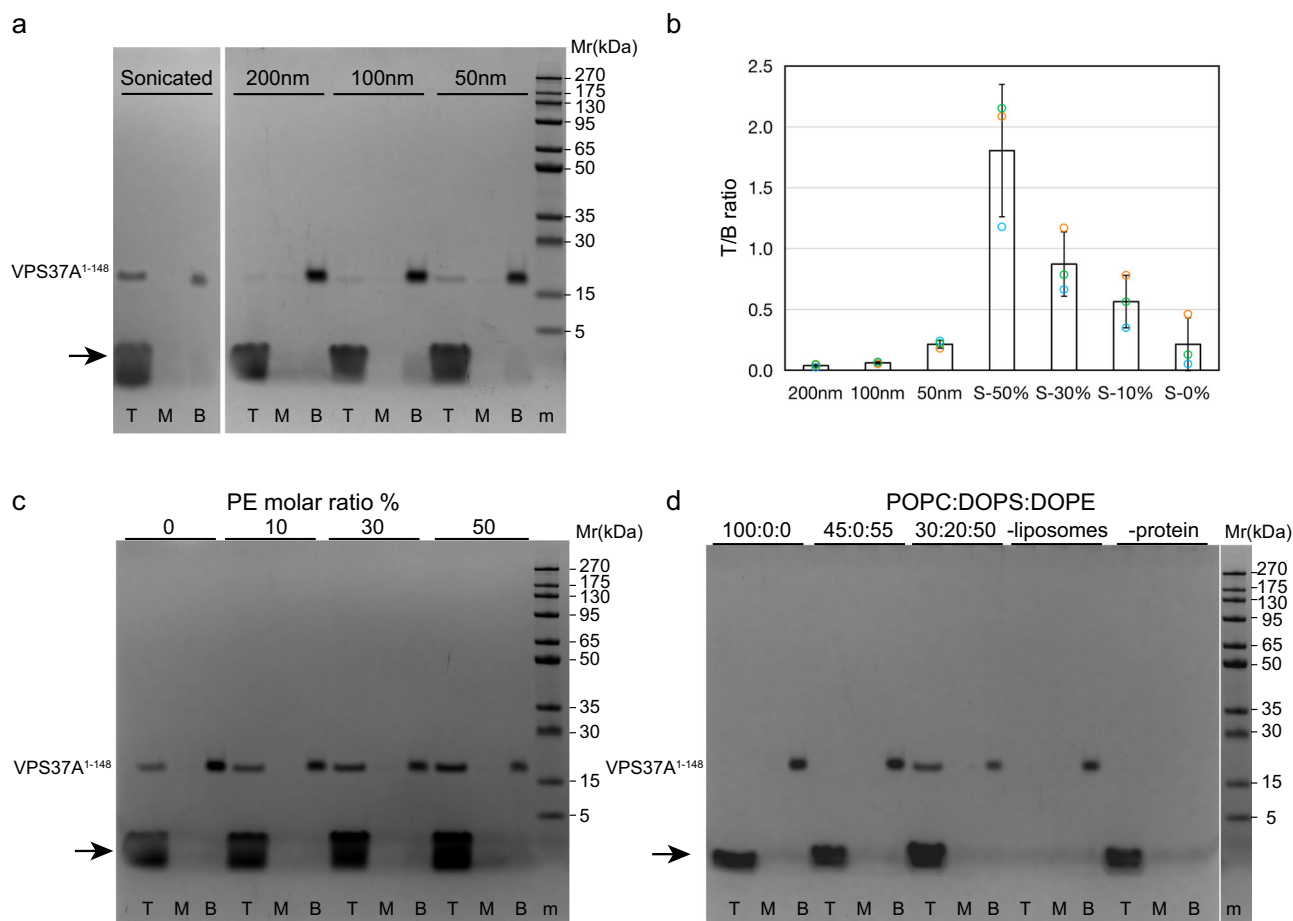 a
Mr(kDa)
Sonicated 200nm 100nm 50nm
270
175
130
95
65
50
35
30
VPS37A1-148
15
5
T M B T M B T M B T M B m
b
2.5
2.0
1.5
1.0
0.5
0.0
T/B ratio
200nm 100nm 50nm S-50% S-30% S-10% S-0%
c
PE molar ratio %
0 10 30 50 Mr(kDa)
270
175
130
95
65
50
35
30
VPS37A1-148
15
5
T M B T M B T M B T M B m
d
POPC:DOPS:DOPE
100:0:0 45:0:55 30:20:50 -liposomes -protein Mr(kDa)
270
175
130
95
65
50
35
30
VPS37A1-148
15
5
T M B T M B T M B T M B T M B m